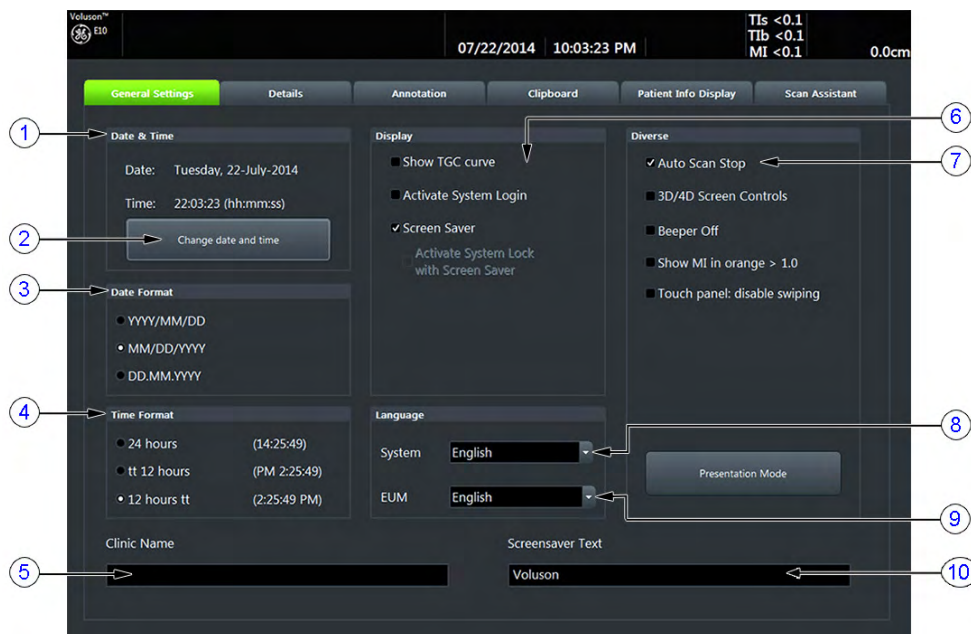 Voluson™
E10
07/22/2014 10:03:23 PM
TIs <0.1
TIb <0.1
MI <0.1
0.0cm
General Settings
Details
Annotation
Clipboard
Patient Info Display
Scan Assistant
1
Date & Time
Date: Tuesday, 22-July-2014
Time: 22:03:23 (hh:mm:ss)
2
Change date and time
3
Date Format
YYYY/MM/DD
MM/DD/YYYY
DD.MM.YYYY
4
Time Format
24 hours (14:25:49)
tt 12 hours (PM 2:25:49)
12 hours tt (2:25:49 PM)
Display
6
Show TGC curve
Activate System Login
Screen Saver
Activate System Lock
with Screen Saver
Language
System English
8
EUM English
9
Diverse
Auto Scan Stop
7
3D/4D Screen Controls
Beeper Off
Show MI in orange > 1.0
Touch panel: disable swiping
Presentation Mode
Clinic Name
5
Screensaver Text
Voluson
10